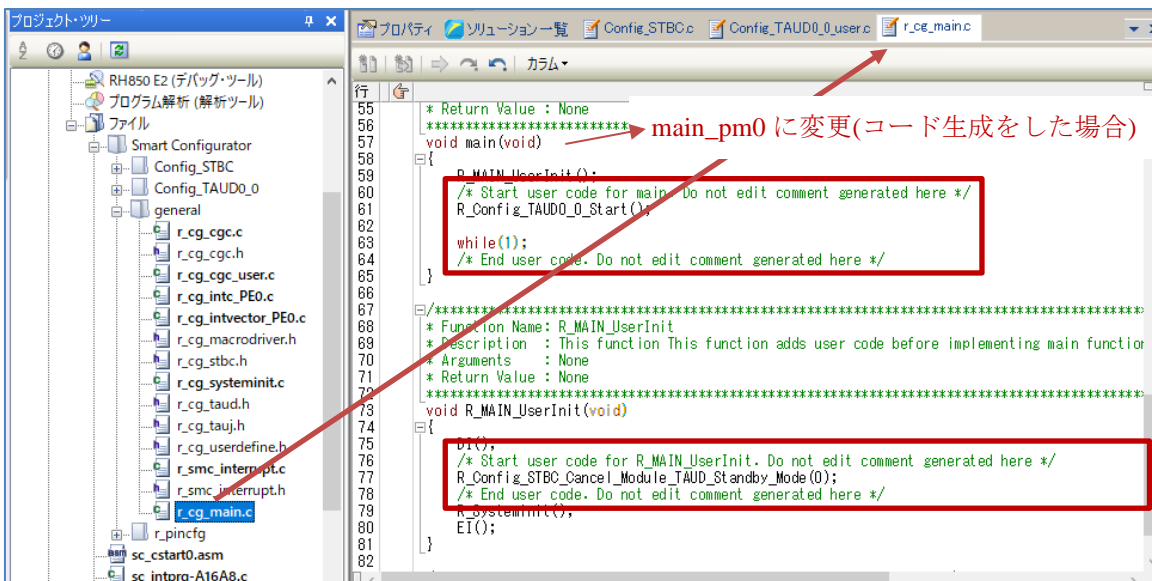 プロジェクト・ツリー
RH850 E2 (デバッグ・ツール)
プログラム解析 (解析ツール)
ファイル
Smart Configurator
Config_STBC
Config_TAUD0_0
general
r_cg_cgc.c
r_cg_cgc.h
r_cg_cgc_user.c
r_cg_intc_PE0.c
r_cg_intvector_PE0.c
r_cg_macrodriver.h
r_cg_stbc.h
r_cg_systeminit.c
r_cg_taud.h
r_cg_tauj.h
r_cg_userdefine.h
r_smc_interrupt.c
r_smc_interrupt.h
r_cg_main.c
r_pincfg
sc_cstart0.asm
sc_intprg-A16A8.c
プロパティ ソリューション一覧 Config_STBC.c Config_TAUD0_0_user.c r_cg_main.c
カラム
行
55 * Return Value : None
56 **************************
main_pm0 に変更(コード生成をした場合)
57 void main(void)
58 {
59 R_MAIN_UserInit();
60 /* Start user code for main. Do not edit comment generated here */
61 R_Config_TAUD0_0_Start();
62
63 while(1);
64 /* End user code. Do not edit comment generated here */
65 }
66
67 /******************************************************************************************
68 * Function Name: R_MAIN_UserInit
69 * Description : This function This function adds user code before implementing main function
70 * Arguments : None
71 * Return Value : None
72 ******************************************************************************************
73 void R_MAIN_UserInit(void)
74 {
75 DI();
76 /* Start user code for R_MAIN_UserInit. Do not edit comment generated here */
77 R_Config_STBC_Cancel_Module_TAUD_Standby_Mode(0);
78 /* End user code. Do not edit comment generated here */
79 R_SystemInit();
80 EI();
81 }
82